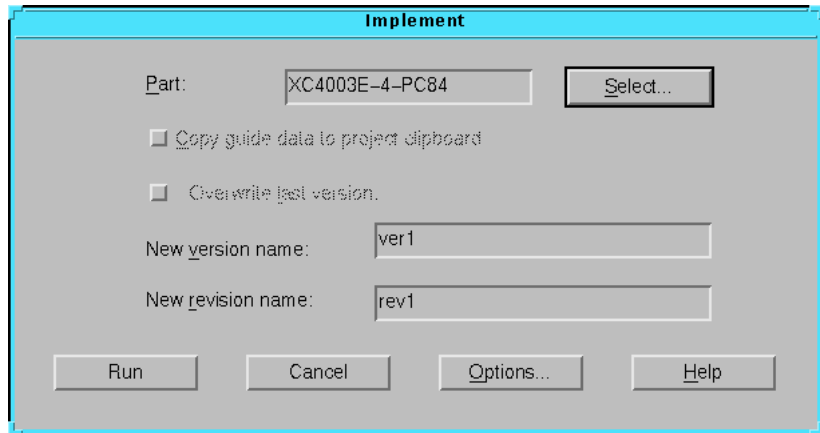 Implement
Part: XC4003E-4-PC84 Select...
Copy guide data to project clipboard
Overwrite last version.
New version name: ver1
New revision name: rev1
Run Cancel Options... Help